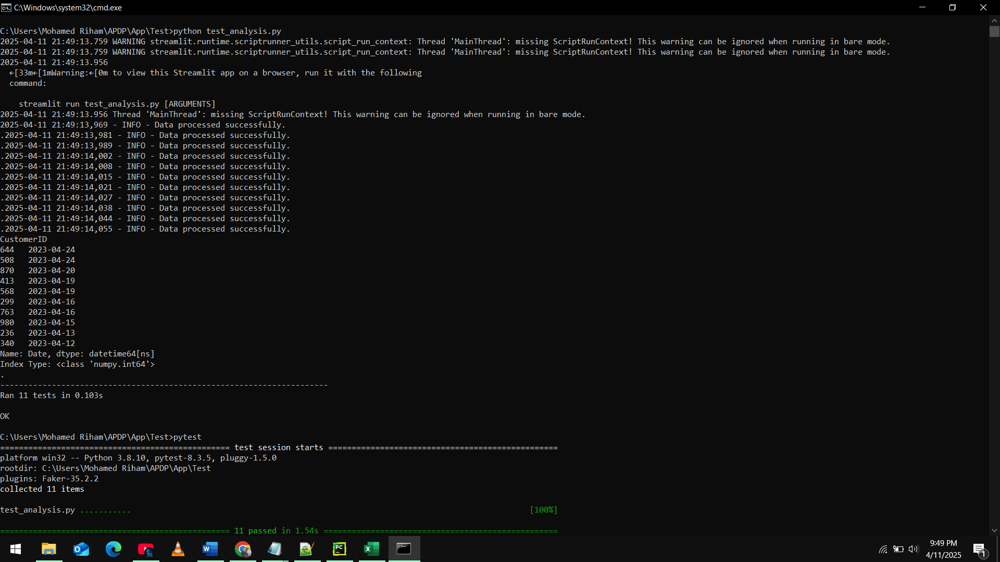 C:\Windows\system32\cmd.exe
C:\Users\Mohamed Riham\APDP\App\Test>python test_analysis.py
2025-04-11 21:49:13.759 WARNING streamlit.runtime.scriptrunner_utils.script_run_context: Thread 'MainThread': missing ScriptRunContext! This warning can be ignored when running in bare mode.
2025-04-11 21:49:13.759 WARNING streamlit.runtime.scriptrunner_utils.script_run_context: Thread 'MainThread': missing ScriptRunContext! This warning can be ignored when running in bare mode.
2025-04-11 21:49:13.956
  ←[33m←[1mWarning:←[0m to view this Streamlit app on a browser, run it with the following
  command:
    streamlit run test_analysis.py [ARGUMENTS]
2025-04-11 21:49:13.956 Thread 'MainThread': missing ScriptRunContext! This warning can be ignored when running in bare mode.
2025-04-11 21:49:13,969 - INFO - Data processed successfully.
.2025-04-11 21:49:13,981 - INFO - Data processed successfully.
.2025-04-11 21:49:13,989 - INFO - Data processed successfully.
.2025-04-11 21:49:14,002 - INFO - Data processed successfully.
.2025-04-11 21:49:14,008 - INFO - Data processed successfully.
.2025-04-11 21:49:14,015 - INFO - Data processed successfully.
.2025-04-11 21:49:14,021 - INFO - Data processed successfully.
.2025-04-11 21:49:14,027 - INFO - Data processed successfully.
.2025-04-11 21:49:14,038 - INFO - Data processed successfully.
.2025-04-11 21:49:14,044 - INFO - Data processed successfully.
.2025-04-11 21:49:14,055 - INFO - Data processed successfully.
CustomerID
644   2023-04-24
508   2023-04-24
870   2023-04-20
413   2023-04-19
568   2023-04-19
299   2023-04-16
763   2023-04-16
980   2023-04-15
236   2023-04-13
340   2023-04-12
Name: Date, dtype: datetime64[ns]
Index Type: <class 'numpy.int64'>
.
----------------------------------------------------------------------
Ran 11 tests in 0.103s
OK
C:\Users\Mohamed Riham\APDP\App\Test>pytest
================================================= test session starts =================================================
platform win32 -- Python 3.8.10, pytest-8.3.5, pluggy-1.5.0
rootdir: C:\Users\Mohamed Riham\APDP\App\Test
plugins: Faker-35.2.2
collected 11 items
test_analysis.py ........... [100%]
================================================= 11 passed in 1.54s ==================================================
9:49 PM
4/11/2025
1